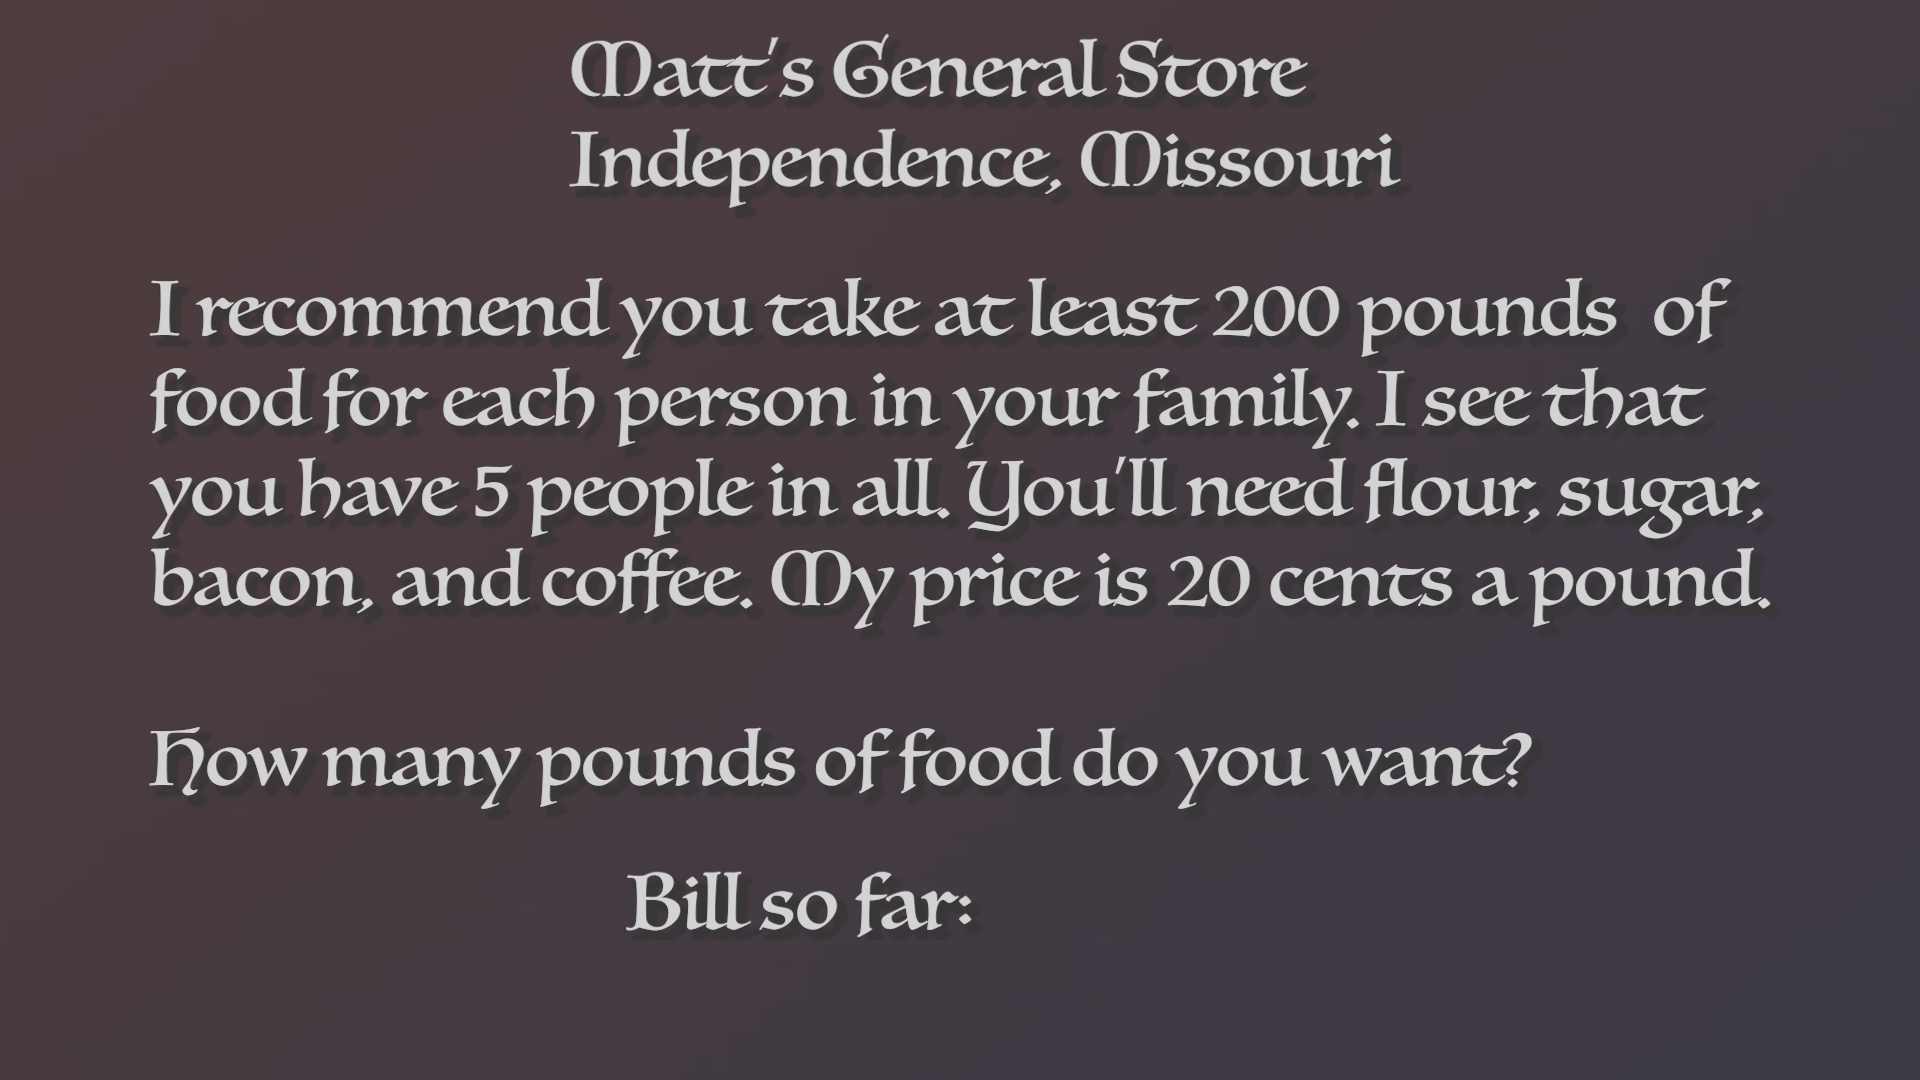 Matt's General Store
Independence, Missouri
I recommend you take at least 200 pounds  of
food for each person in your family. I see that
you have 5 people in all. You'll need flour, sugar,
bacon, and coffee. My price is 20 cents a pound.
How many pounds of food do you want?
Bill so far: